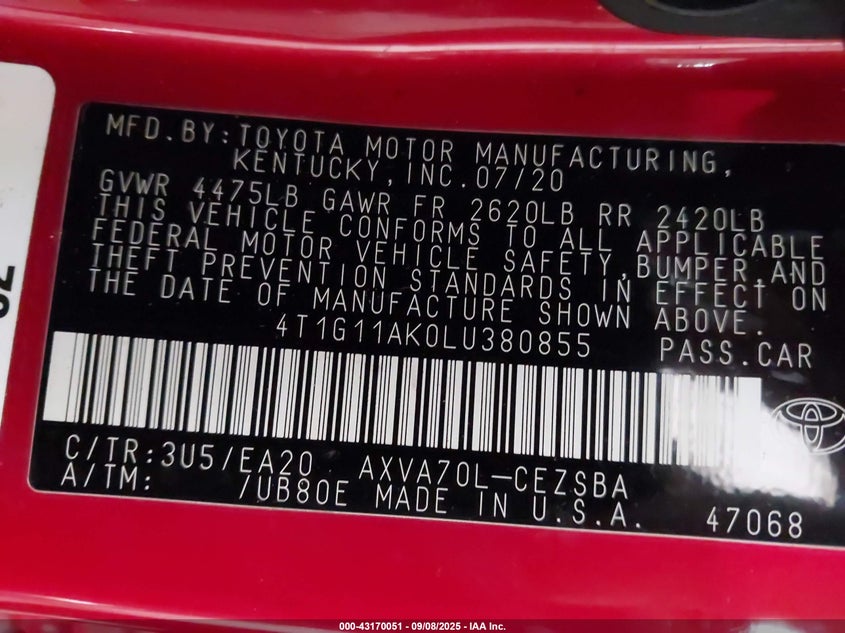 MFD.BY:TOYOTA MOTOR MANUFACTURING,
KENTUCKY,INC.07/20
GVWR 4475LB GAWR FR 2620LB RR 2420LB
THIS VEHICLE CONFORMS TO ALL APPLICABLE
FEDERAL MOTOR VEHICLE SAFETY,BUMPER,AND
THEFT PREVENTION STANDARDS IN EFFECT ON
THE DATE OF MANUFACTURE SHOWN ABOVE.
4T1G11AK0LU380855 PASS.CAR
C/TR:3U5/EA20 AXVA70L-CEZSBA
A/TM: /UB80E MADE IN U.S.A. 47068
000-43170051 - 09/08/2025 - IAA Inc.